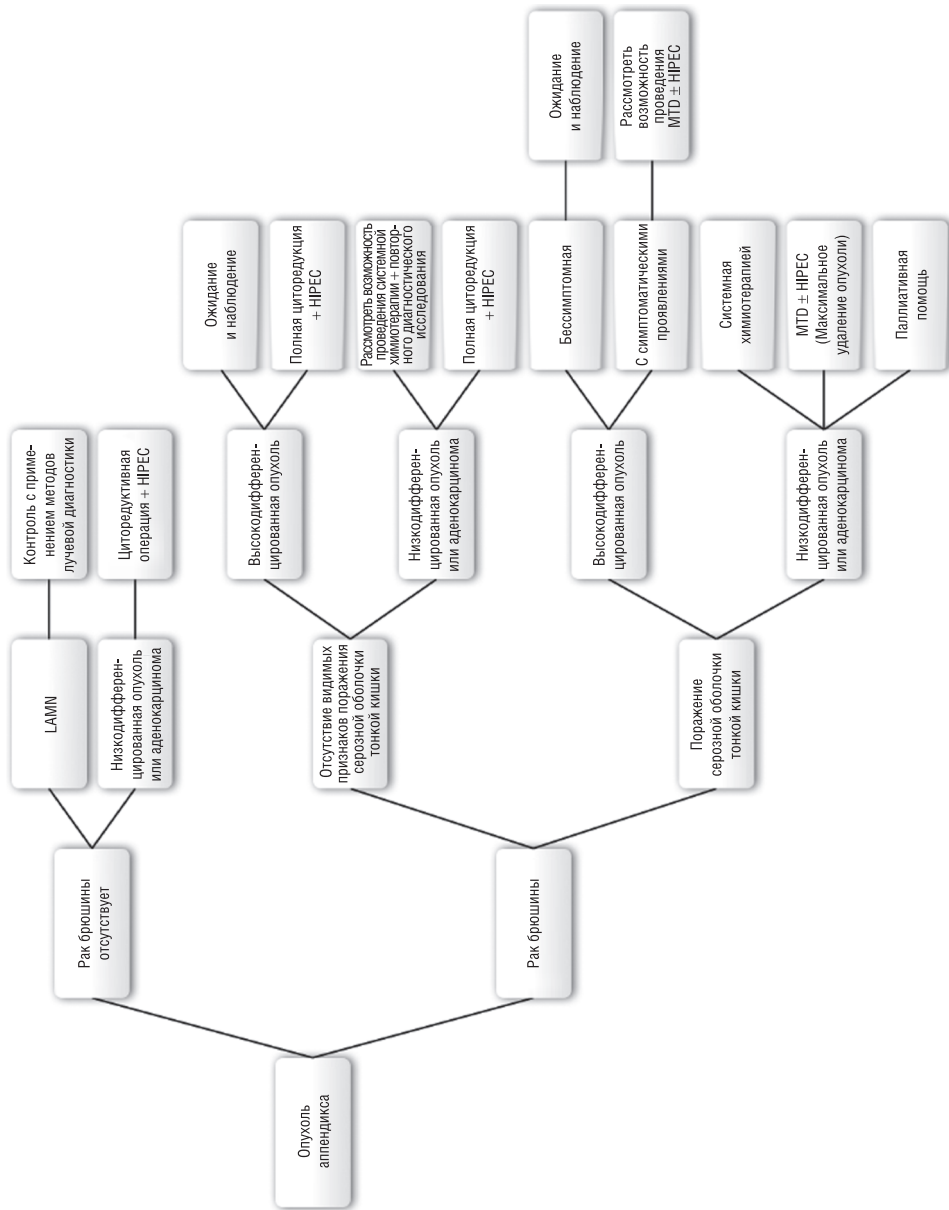 Опухоль
аппендикса
Рак брюшины
отсутствует
Рак брюшины
LAMN
Низкодифферен-
цированная опухоль
или аденокарцинома
Отсутствие видимых
признаков поражения
серозной оболочки
тонкой кишки
Поражение
серозной оболочки
тонкой кишки
Контроль с приме-
нением методов
лучевой диагностики
Циторедуктивная
операция + HIPEC
Высокодифферен-
цированная опухоль
Низкодифферен-
цированная опухоль
или аденокарцинома
Высокодифферен-
цированная опухоль
Низкодифферен-
цированная опухоль
или аденокарцинома
Ожидание
и наблюдение
Полная циторедукция
+ HIPEC
Рассмотреть возможность
проведения системной
химиотерапии + повтор-
ного диагностического
исследования
Полная циторедукция
+ HIPEC
Бессимптомная
С симптоматическими
проявлениями
Системная
химиотерапией
MTD ± HIPEC
(Максимальное
удаление опухоли)
Паллиативная
помощь
Ожидание
и наблюдение
Рассмотреть
возможность
проведения
MTD ± HIPEC